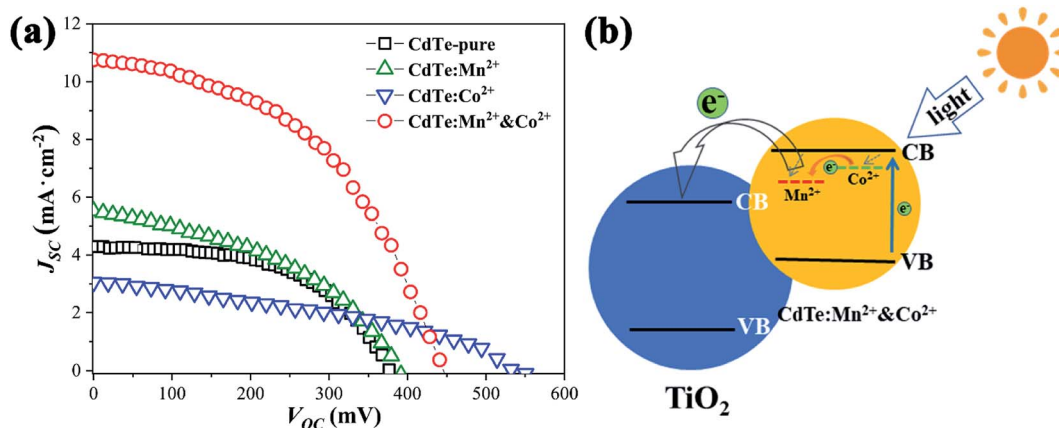 (a)
12
10
8
6
4
2
0
J_SC (mA·cm⁻²)
CdTe-pure
CdTe:Mn²⁺
CdTe:Co²⁺
CdTe:Mn²⁺&Co²⁺
0 100 200 300 400 500 600
V_OC (mV)
(b)
e⁻
light
CB
e⁻
Mn²⁺
Co²⁺
CB
e⁻
VB
CdTe:Mn²⁺&Co²⁺
VB
TiO₂